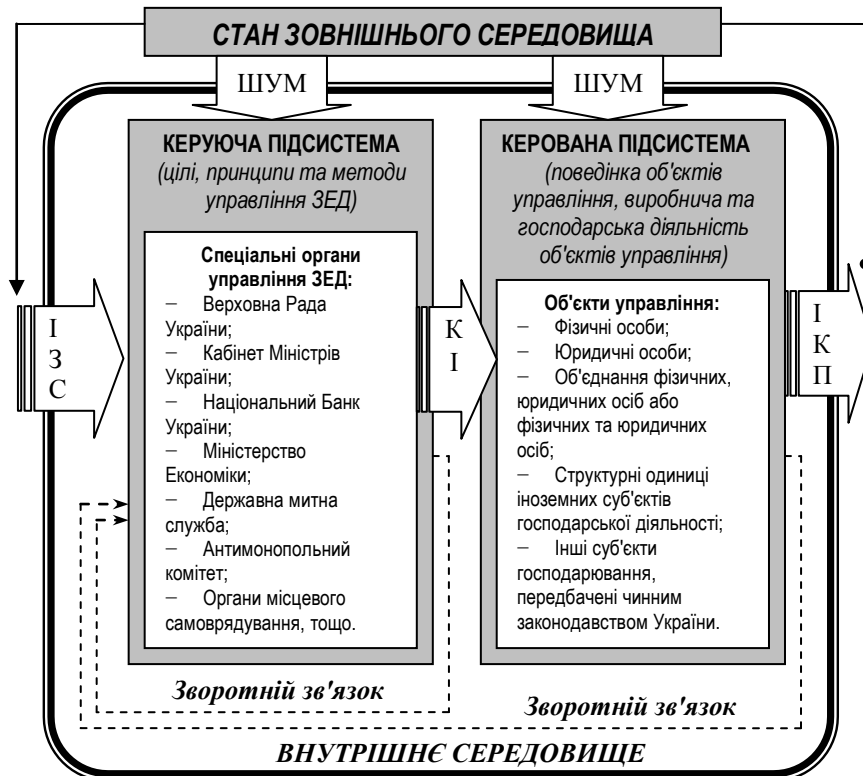 СТАН ЗОВНІШНЬОГО СЕРЕДОВИЩА
ШУМ
ШУМ
КЕРУЮЧА ПІДСИСТЕМА
(цілі, принципи та методи
управління ЗЕД)
Спеціальні органи
управління ЗЕД:
– Верховна Рада
України;
– Кабінет Міністрів
України;
– Національний Банк
України;
– Міністерство
Економіки;
– Державна митна
служба;
– Антимонопольний
комітет;
– Органи місцевого
самоврядування, тощо.
КЕРОВАНА ПІДСИСТЕМА
(поведінка об'єктів
управління, виробнича та
господарська діяльність
об'єктів управління)
Об'єкти управління:
– Фізичні особи;
– Юридичні особи;
– Об'єднання фізичних,
юридичних осіб або
фізичних та юридичних
осіб;
– Структурні одиниці
іноземних суб'єктів
господарської діяльності;
– Інші суб'єкти
господарювання,
передбачені чинним
законодавством України.
І
З
С
К
І
І
К
П
Зворотній зв'язок
Зворотній зв'язок
ВНУТРІШНЄ СЕРЕДОВИЩЕ